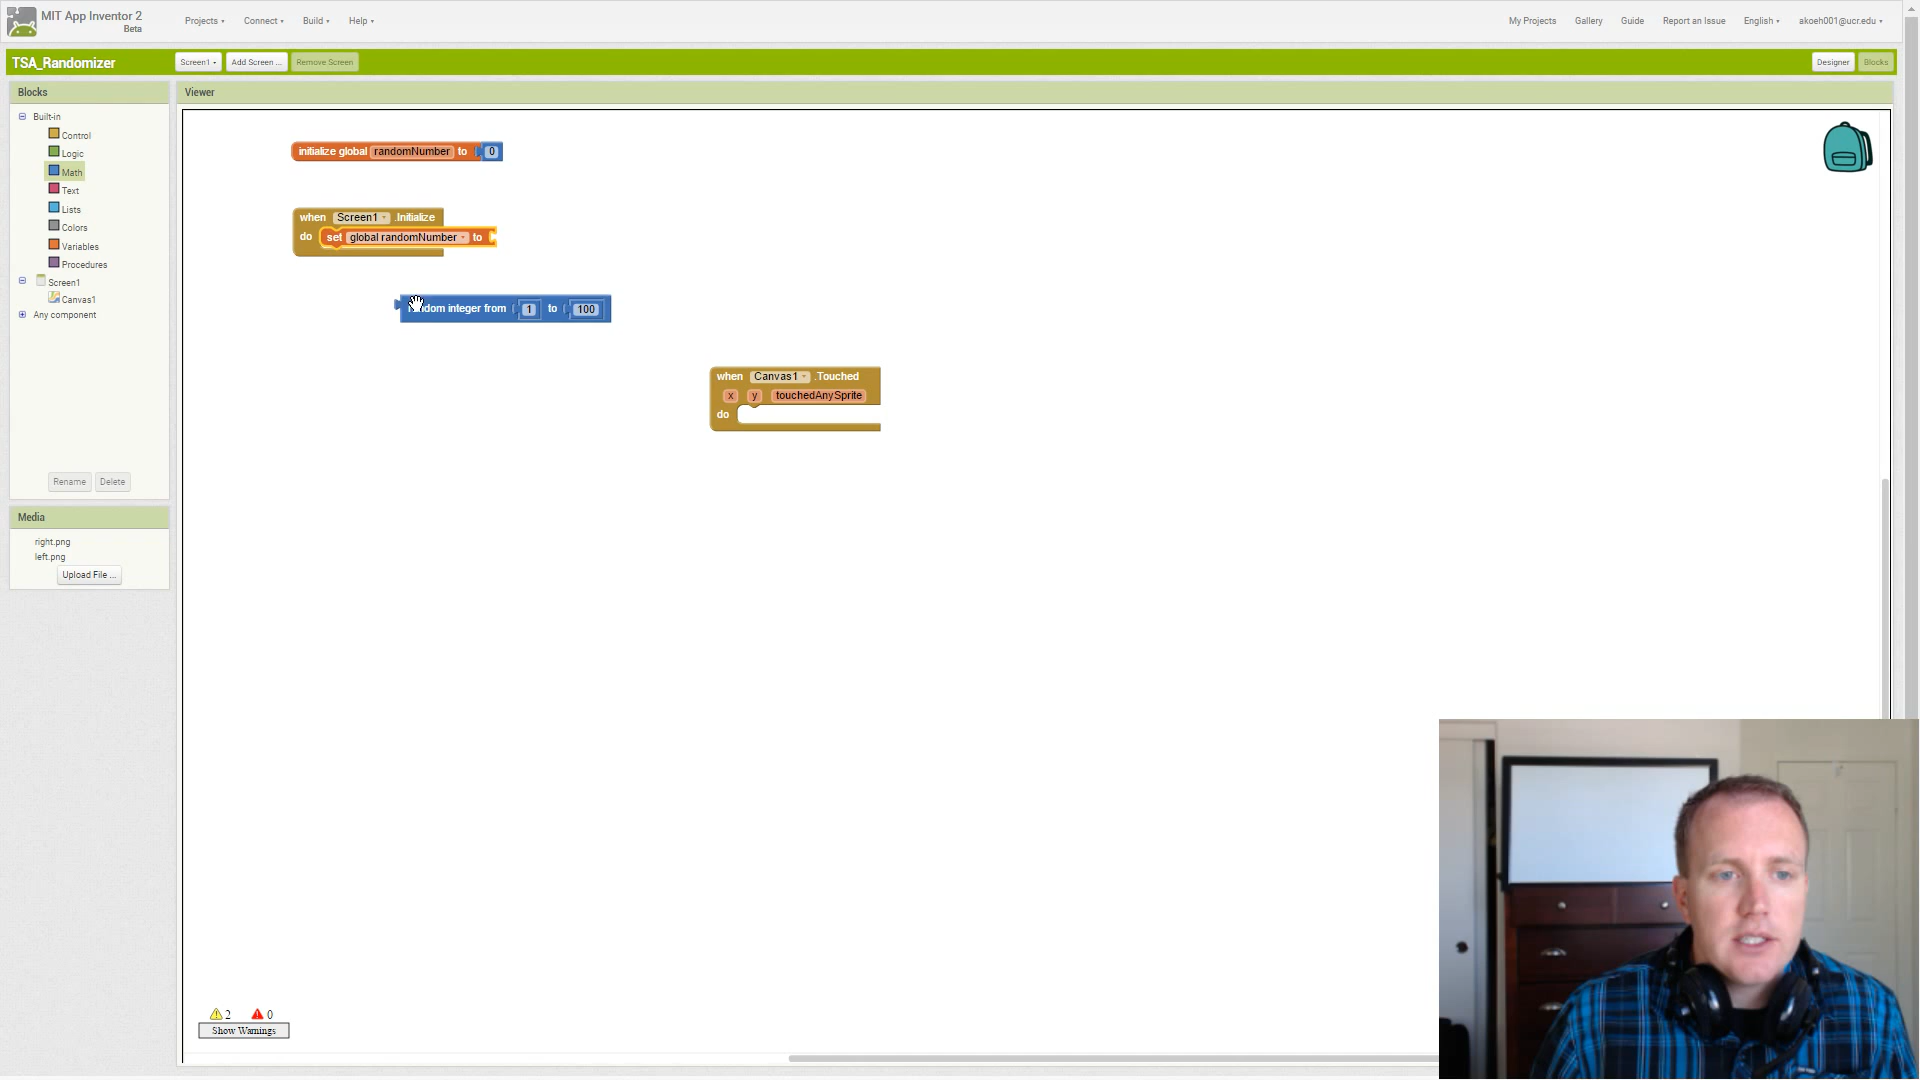 MIT App Inventor 2
Beta
Projects Connect Build Help
My Projects Gallery Guide Report an Issue English akoeh001@ucr.edu
TSA_Randomizer
Screen1 Add Screen ... Remove Screen
Designer Blocks
Blocks
Viewer
Built-in
Control
Logic
Math
Text
Lists
Colors
Variables
Procedures
Screen1
Canvas1
Any component
Rename Delete
Media
right.png
left.png
Upload File ...
initialize global randomNumber to 0
when Screen1 .Initialize
do set global randomNumber to
integer from 1 to 100
when Canvas1 .Touched
x y touchedAnySprite
do
2 0
Show Warnings